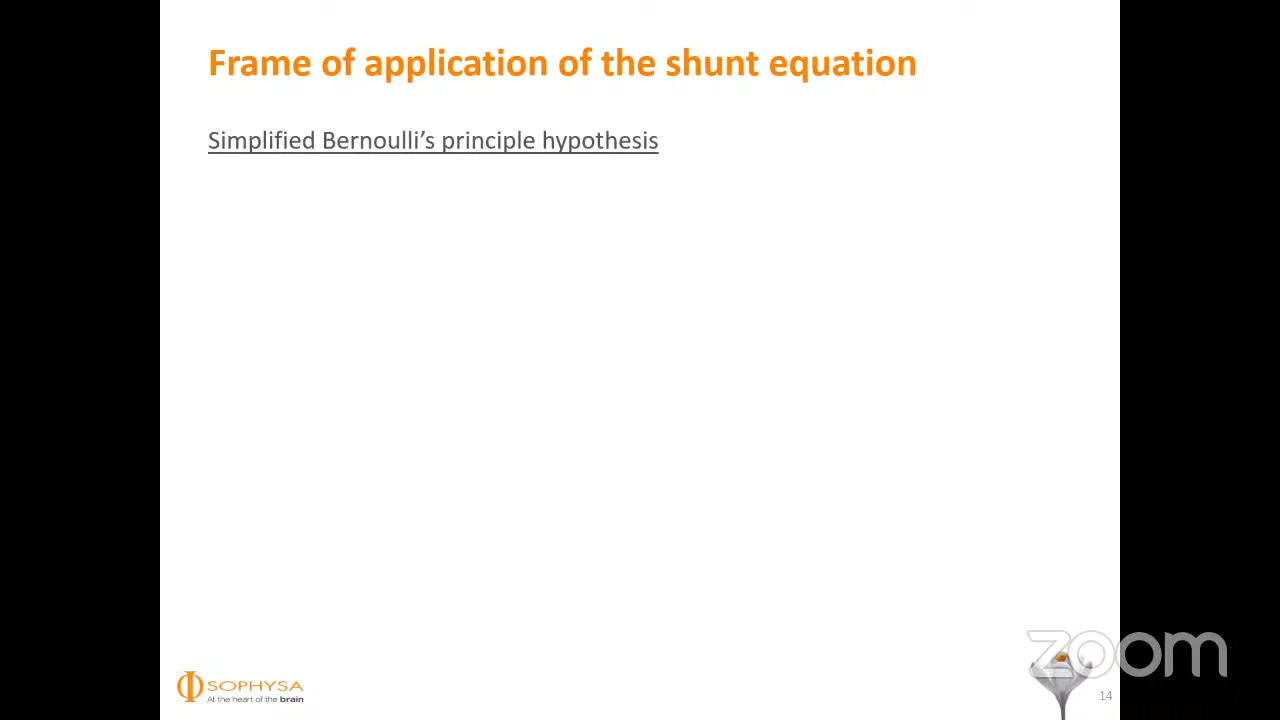 Frame of application of the shunt equation
Simplified Bernoulli's principle hypothesis
SOPHYSA
At the heart of the brain
zoom
14